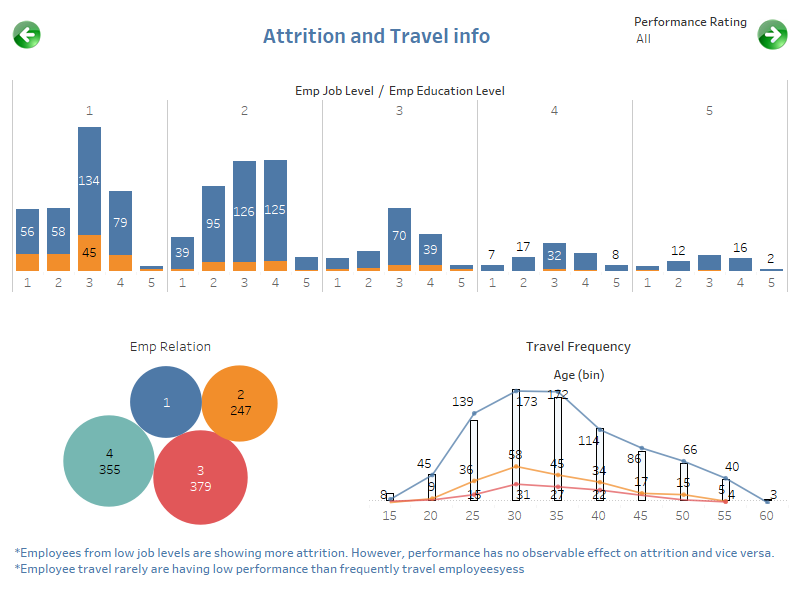 Attrition and Travel info
Performance Rating
All
Emp Job Level / Emp Education Level
1 2 3 4 5
56 58 134 45 79
39 95 126 125
70 39
7 17 32 8
12 16 2
1 2 3 4 5 1 2 3 4 5 1 2 3 4 5 1 2 3 4 5 1 2 3 4 5
Emp Relation
1
2
247
4
355
3
379
Travel Frequency
Age (bin)
139 173 172
45 114 86 66 40
8 9 36 58 45 34 17 15 5 3
15 31 27 22 4
15 20 25 30 35 40 45 50 55 60
*Employees from low job levels are showing more attrition. However, performance has no observable effect on attrition and vice versa.
*Employee travel rarely are having low performance than frequently travel employeesyess